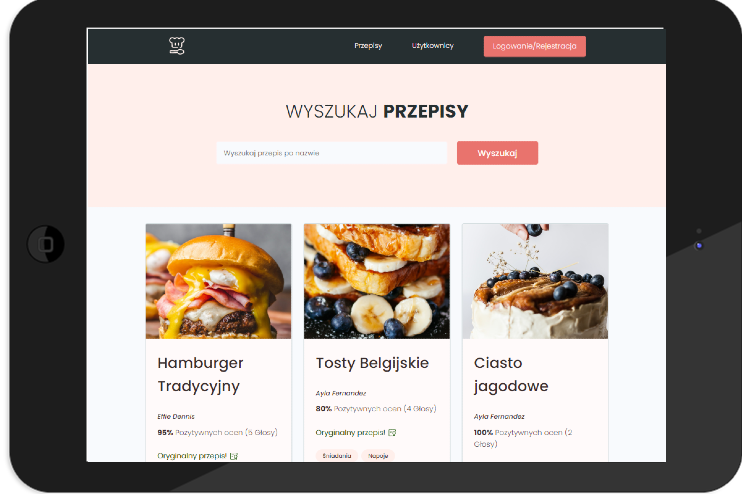 Przepisy
Użytkownicy
Logowanie/Rejestracja
WYSZUKAJ PRZEPISY
Wyszukaj przepis po nazwie
Wyszukaj
Hamburger
Tradycyjny
Effie Dennis
95% Pozytywnych ocen (5 Głosy)
Oryginalny przepis!
Tosty Belgijskie
Ayla Fernandez
80% Pozytywnych ocen (4 Głosy)
Oryginalny przepis!
Śniadania
Napoje
Ciasto
jagodowe
Ayla Fernandez
100% Pozytywnych ocen (2
Głosy)